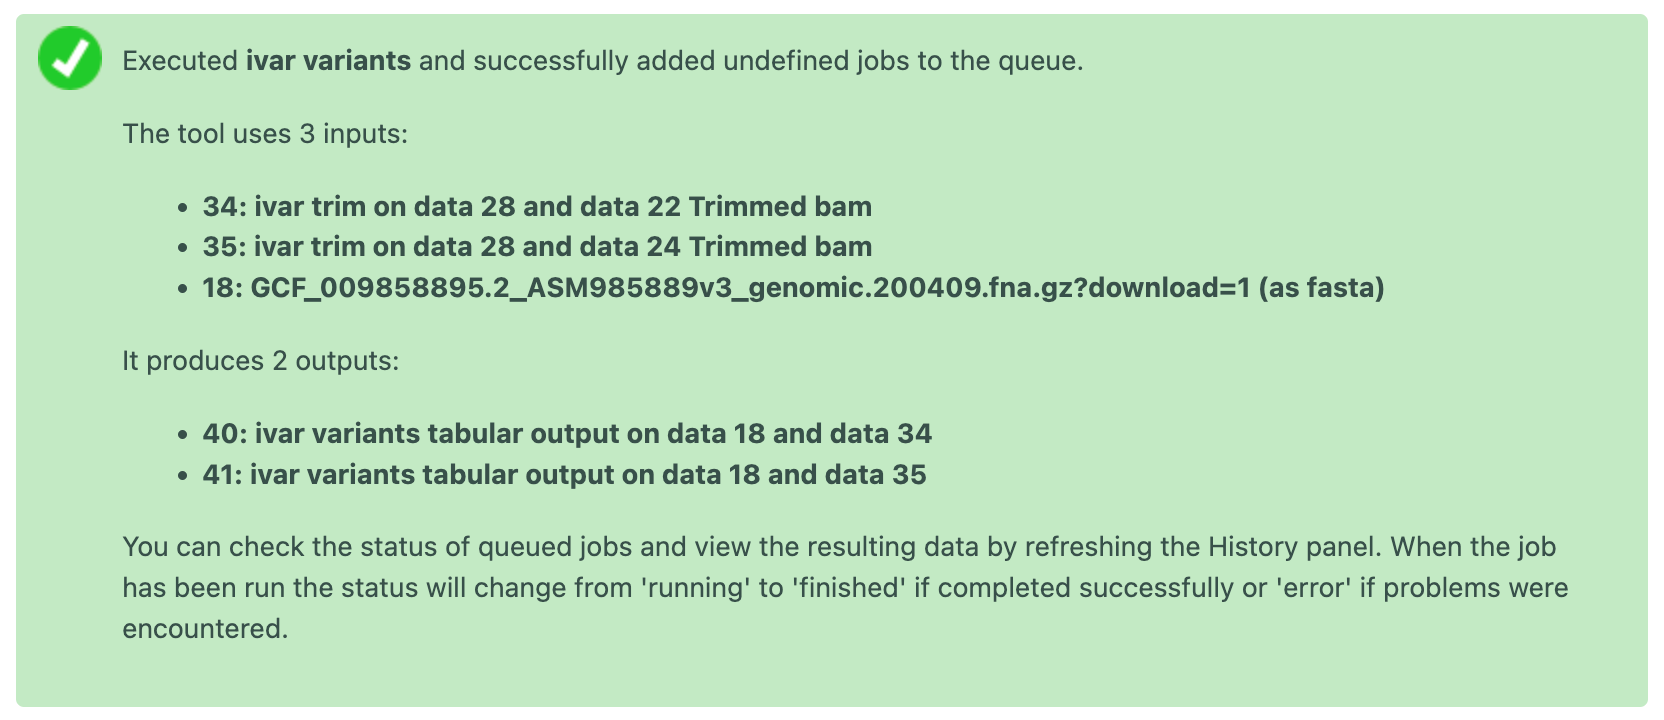 Executed ivar variants and successfully added undefined jobs to the queue.
The tool uses 3 inputs:
• 34: ivar trim on data 28 and data 22 Trimmed bam
• 35: ivar trim on data 28 and data 24 Trimmed bam
• 18: GCF_009858895.2_ASM985889v3_genomic.200409.fna.gz?download=1 (as fasta)
It produces 2 outputs:
• 40: ivar variants tabular output on data 18 and data 34
• 41: ivar variants tabular output on data 18 and data 35
You can check the status of queued jobs and view the resulting data by refreshing the History panel. When the job
has been run the status will change from 'running' to 'finished' if completed successfully or 'error' if problems were
encountered.